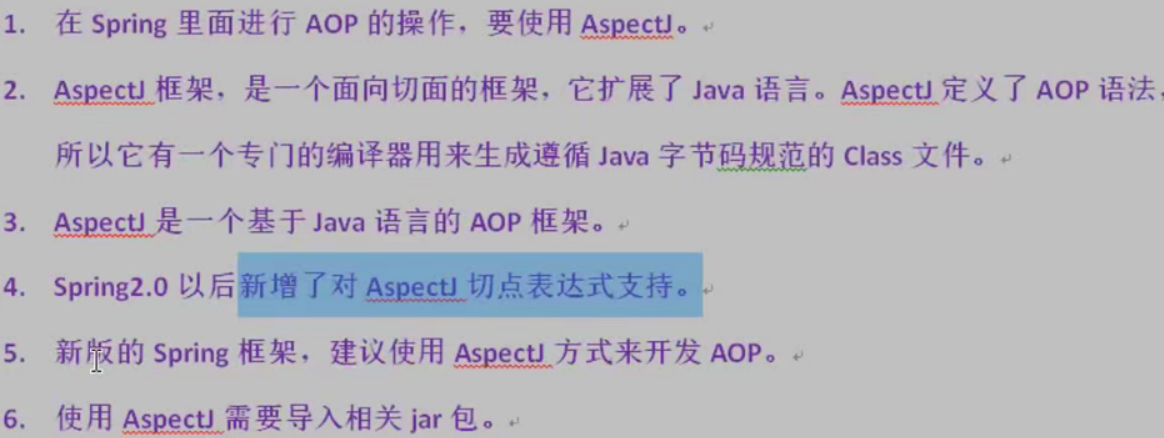 1. 在 Spring 里面进行 AOP 的操作，要使用 AspectJ。
2. AspectJ 框架，是一个面向切面的框架，它扩展了 Java 语言。AspectJ 定义了 AOP 语法，
所以它有一个专门的编译器用来生成遵循 Java 字节码规范的 Class 文件。
3. AspectJ 是一个基于 Java 语言的 AOP 框架。
4. Spring2.0 以后新增了对 AspectJ 切点表达式支持。
5. 新版的 Spring 框架，建议使用 AspectJ 方式来开发 AOP。
6. 使用 AspectJ 需要导入相关 jar 包。